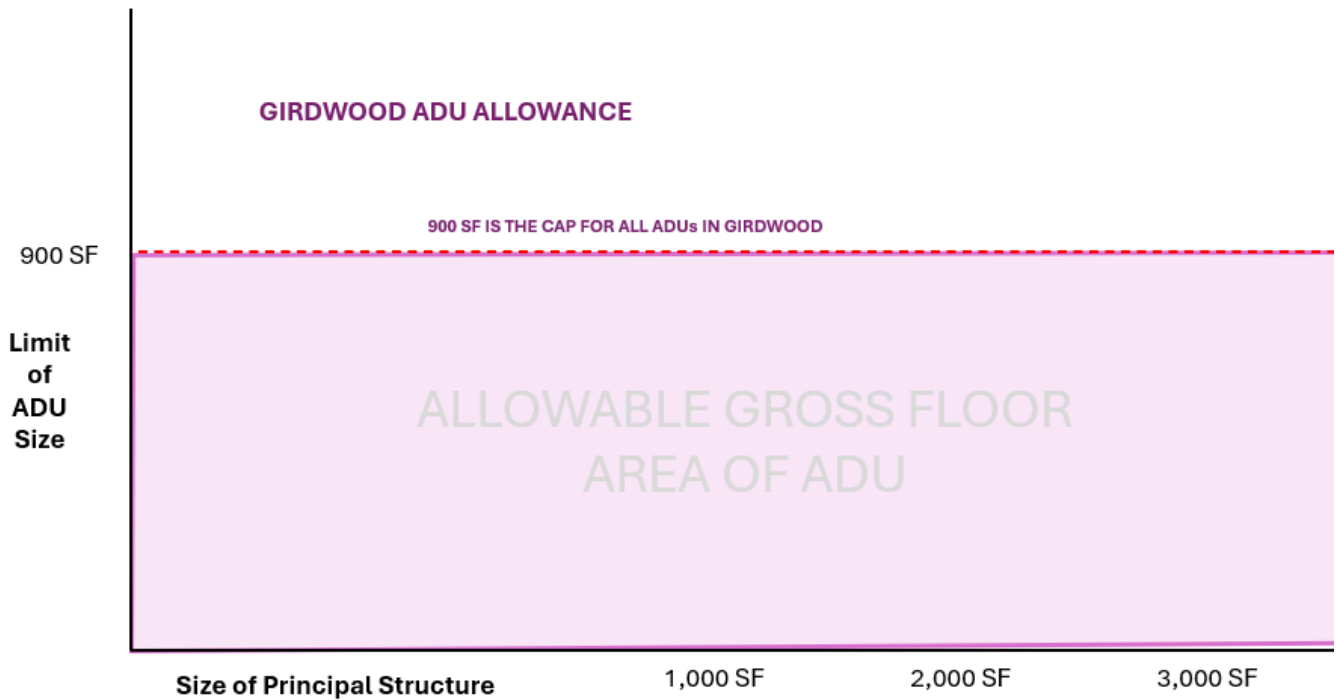 GIRDWOOD ADU ALLOWANCE
900 SF IS THE CAP FOR ALL ADUs IN GIRDWOOD
900 SF
Limit
of
ADU
Size
ALLOWABLE GROSS FLOOR
AREA OF ADU
Size of Principal Structure
1,000 SF
2,000 SF
3,000 SF